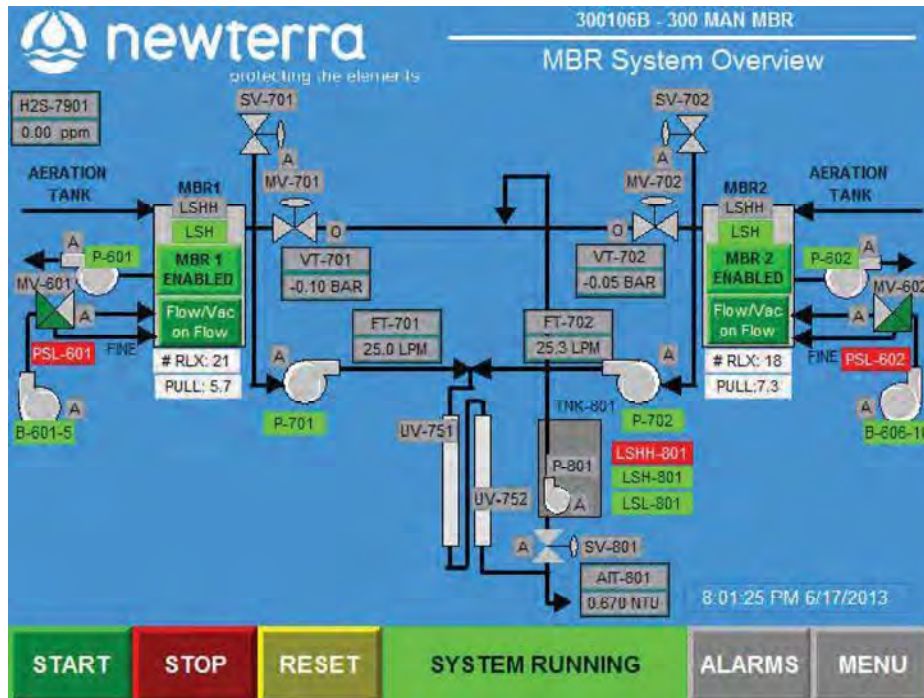 300106B - 300 MAN MBR
newterra
protecting the elements
MBR System Overview
H2S-7901
0.00 ppm
SV-701
A
SV-702
A
AERATION
TANK
MBR1
LSHH
LSH
MBR 1
ENABLED
Flow/Vac
on Flow
MV-701
O
VT-701
-0.10 BAR
MV-702
O
VT-702
-0.05 BAR
MBR2
LSHH
LSH
MBR 2
ENABLED
Flow/Vac
on Flow
AERATION
TANK
A
P-601
MV-601
A
PSL-601
FINE
# RLX: 21
PULL: 5.7
A
B-601-5
FT-701
25.0 LPM
A
P-701
FT-702
25.3 LPM
A
P-702
A
P-602
MV-602
A
FINE
PSL-602
# RLX: 18
PULL:7.3
A
B-606-10
UV-751
UV-752
TNK-801
P-801
A
LSHH-801
LSH-801
LSL-801
A
SV-801
AIT-801
0.670 NTU
8:01:25 PM 6/17/2013
START
STOP
RESET
SYSTEM RUNNING
ALARMS
MENU